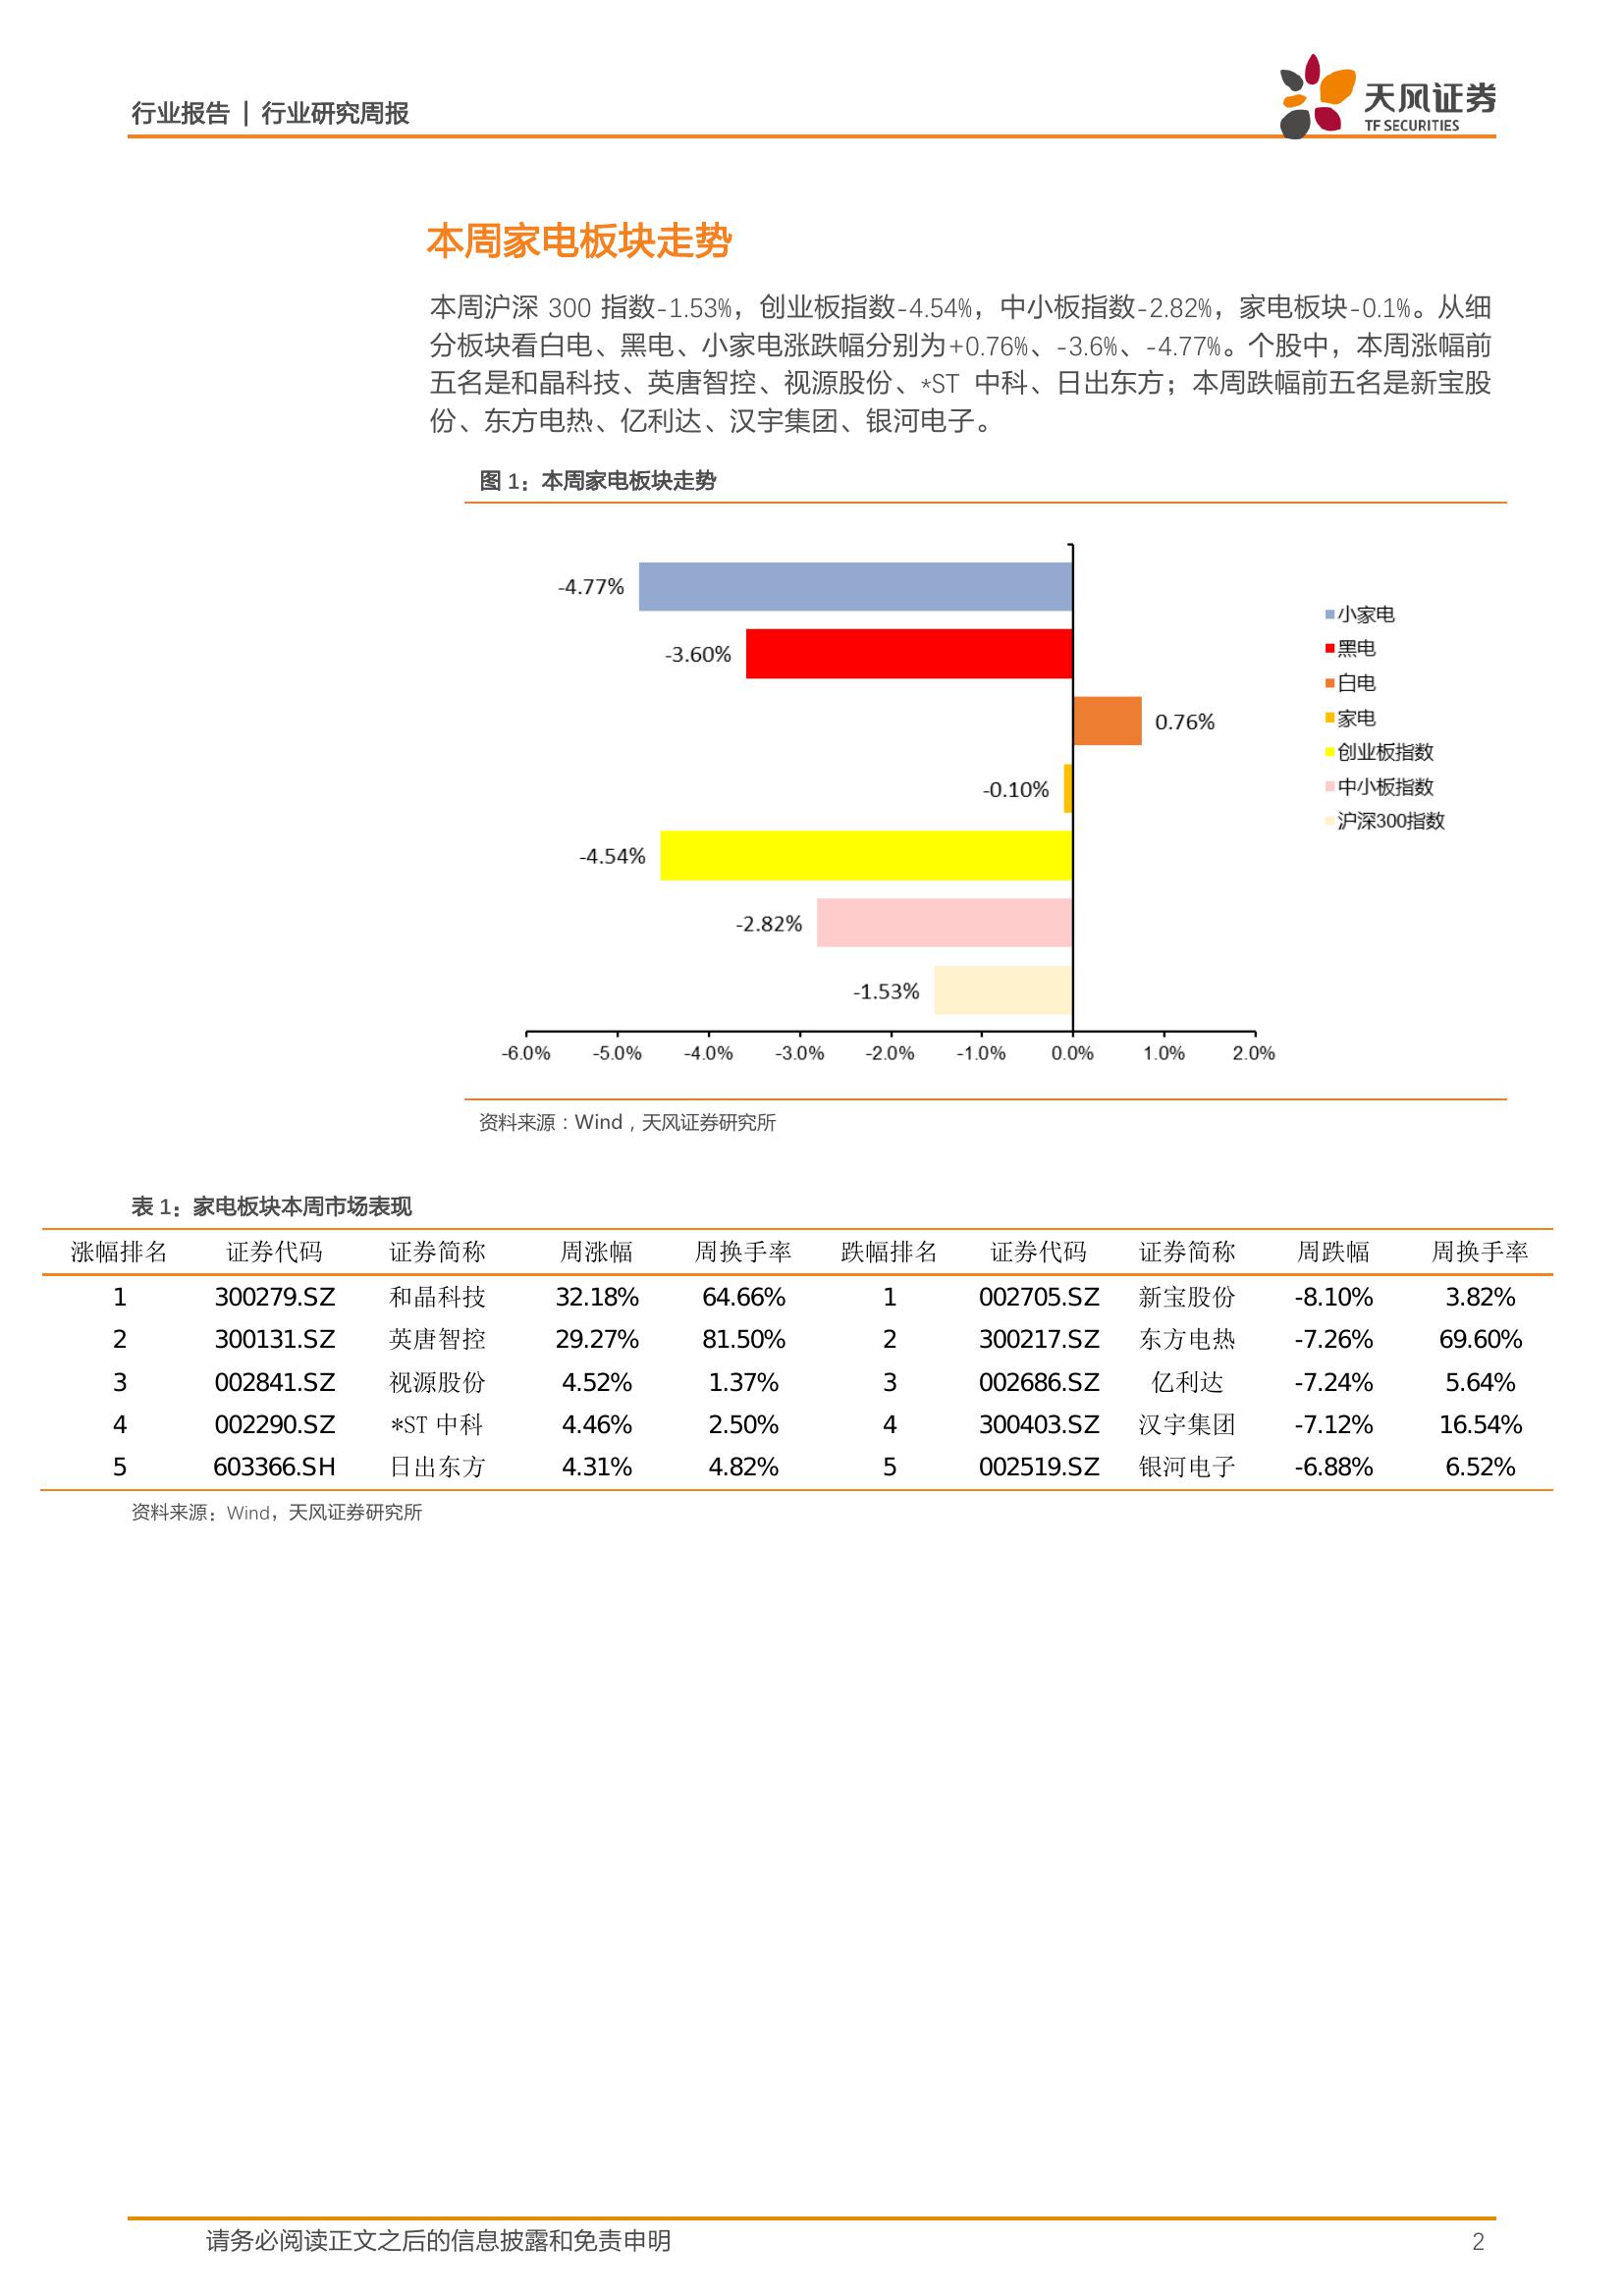 行业报告 | 行业研究周报
天风证券
TF SECURITIES
本周家电板块走势
本周沪深 300 指数-1.53%，创业板指数-4.54%，中小板指数-2.82%，家电板块-0.1%。从细
分板块看白电、黑电、小家电涨跌幅分别为+0.76%、-3.6%、-4.77%。个股中，本周涨幅前
五名是和晶科技、英唐智控、视源股份、*ST 中科、日出东方；本周跌幅前五名是新宝股
份、东方电热、亿利达、汉宇集团、银河电子。
图 1：本周家电板块走势
-4.77%
-3.60%
0.76%
-0.10%
-4.54%
-2.82%
-1.53%
-6.0% -5.0% -4.0% -3.0% -2.0% -1.0% 0.0% 1.0% 2.0%
小家电
黑电
白电
家电
创业板指数
中小板指数
沪深300指数
资料来源：Wind，天风证券研究所
表 1：家电板块本周市场表现
涨幅排名 证券代码 证券简称 周涨幅 周换手率 跌幅排名 证券代码 证券简称 周跌幅 周换手率
1 300279.SZ 和晶科技 32.18% 64.66% 1 002705.SZ 新宝股份 -8.10% 3.82%
2 300131.SZ 英唐智控 29.27% 81.50% 2 300217.SZ 东方电热 -7.26% 69.60%
3 002841.SZ 视源股份 4.52% 1.37% 3 002686.SZ 亿利达 -7.24% 5.64%
4 002290.SZ *ST 中科 4.46% 2.50% 4 300403.SZ 汉宇集团 -7.12% 16.54%
5 603366.SH 日出东方 4.31% 4.82% 5 002519.SZ 银河电子 -6.88% 6.52%
资料来源：Wind，天风证券研究所
请务必阅读正文之后的信息披露和免责申明 2